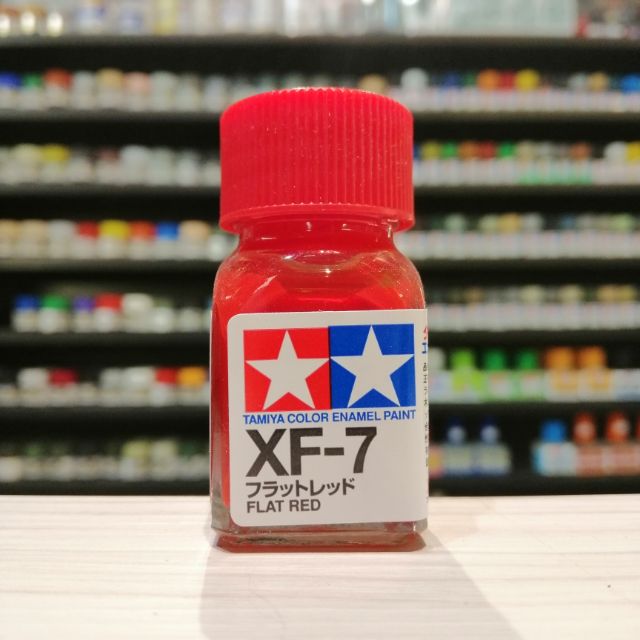 TAMIYA COLOR ENAMEL PAINT
XF-7
フラットレッド
FLAT RED